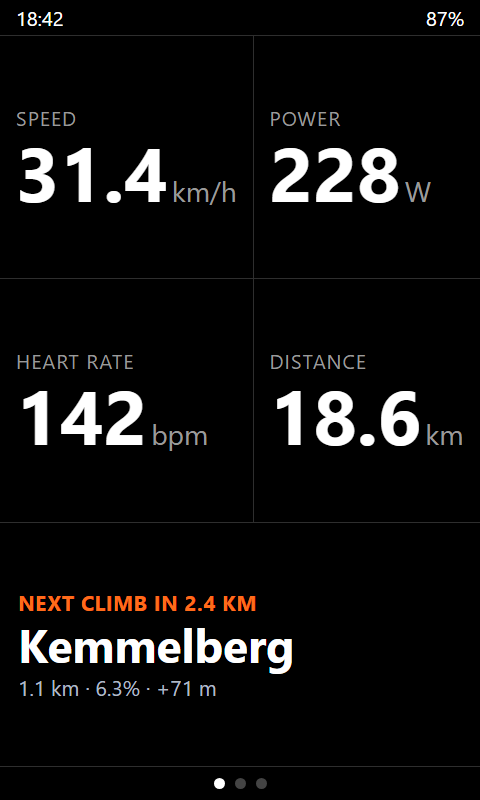 18:42 87%
SPEED
31.4 km/h
POWER
228 W
HEART RATE
142 bpm
DISTANCE
18.6 km
NEXT CLIMB IN 2.4 KM
Kemmelberg
1.1 km · 6.3% · +71 m